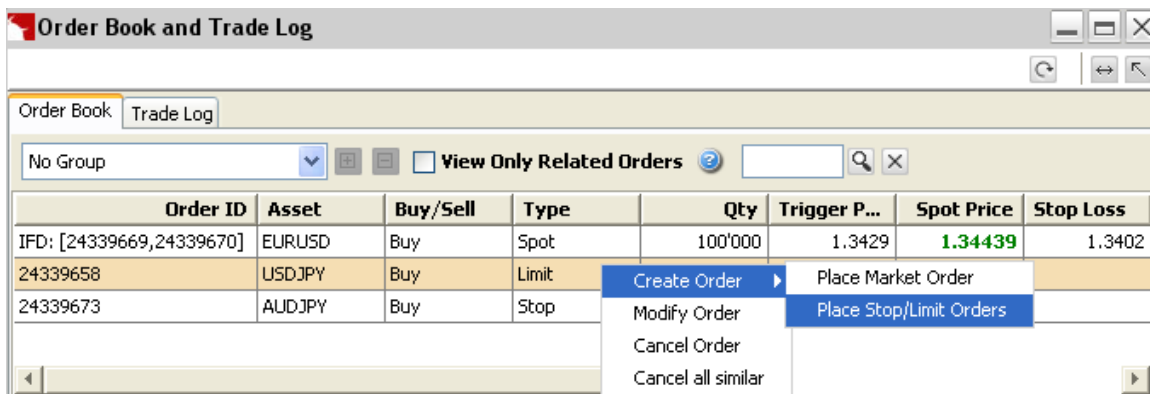 Order Book and Trade Log
Order Book Trade Log
No Group View Only Related Orders ?
Order ID Asset Buy/Sell Type Qty Trigger P... Spot Price Stop Loss
IFD: [24339669,24339670] EURUSD Buy Spot 100'000 1.3429 1.34439 1.3402
24339658 USDJPY Buy Limit Create Order Place Market Order
24339673 AUDJPY Buy Stop Modify Order Place Stop/Limit Orders
Cancel Order
Cancel all similar